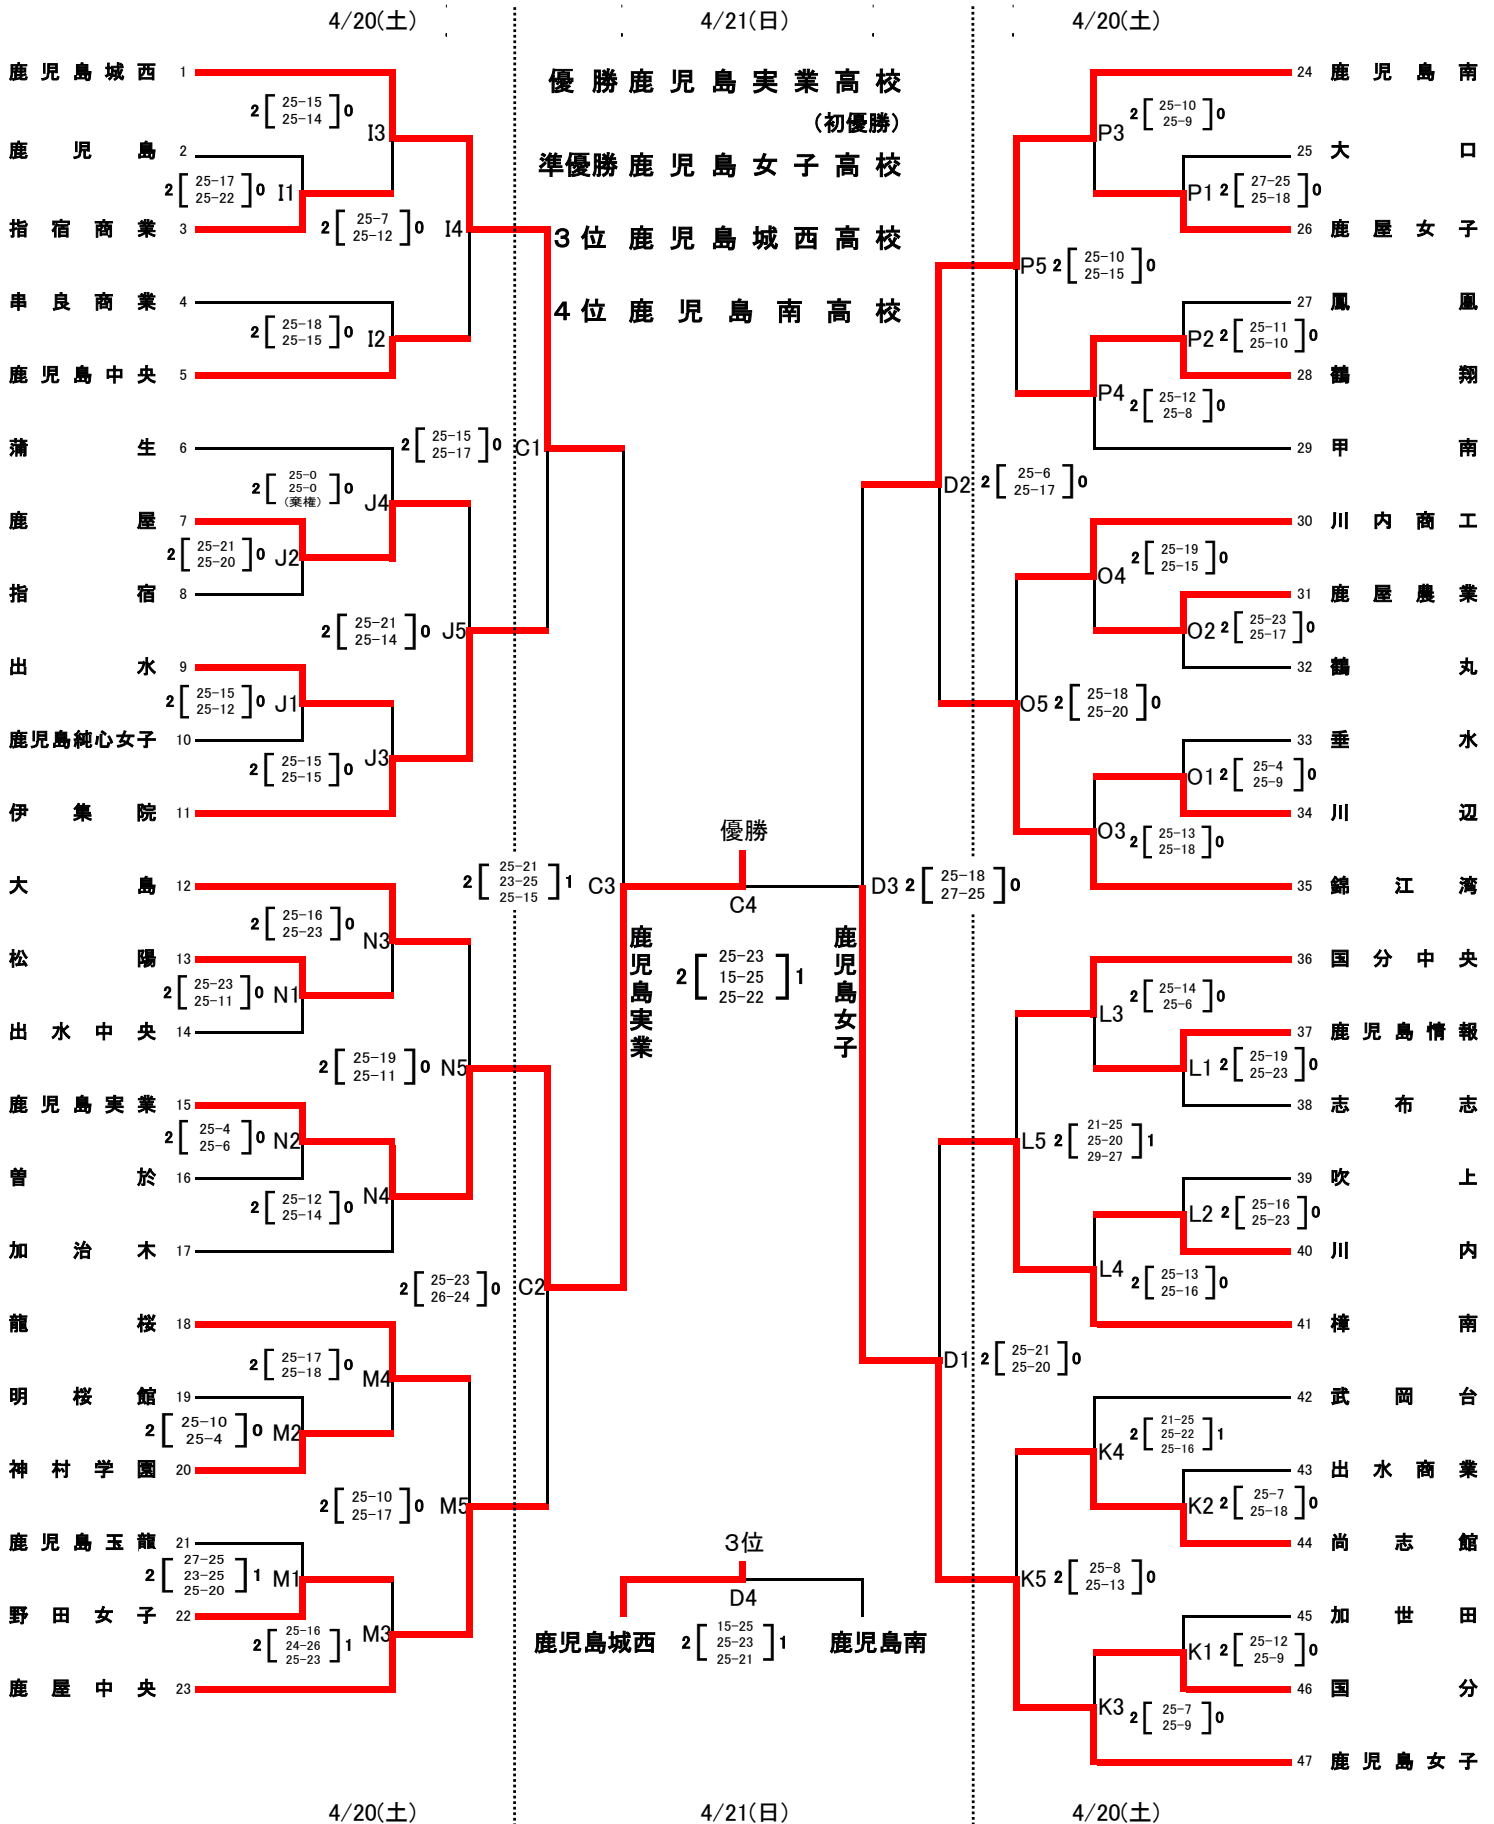 4/20(土) 4/21(日) 4/20(土)
優勝 鹿児島実業高校
(初優勝)
準優勝 鹿児島女子高校
3位 鹿児島城西高校
4位 鹿児島南高校
鹿児島城西 1
2 [25-15 25-14] 0 I3
鹿児島 2
2 [25-17 25-22] 0 I1
指宿商業 3
2 [25-7 25-12] 0 I4
串良商業 4
2 [25-18 25-15] 0 I2
鹿児島中央 5
蒲生 6
2 [25-15 25-17] 0 C1
2 [25-0 25-0 (棄権)] 0 J4
鹿屋 7
2 [25-21 25-20] 0 J2
指宿 8
2 [25-21 25-14] 0 J5
出水 9
2 [25-15 25-12] 0 J1
鹿児島純心女子 10
2 [25-15 25-15] 0 J3
伊集院 11
2 [25-21 23-25 25-15] 1 C3
大島 12
2 [25-16 25-23] 0 N3
松陽 13
2 [25-23 25-11] 0 N1
出水中央 14
2 [25-19 25-11] 0 N5
鹿児島実業 15
2 [25-4 25-6] 0 N2
曽於 16
2 [25-12 25-14] 0 N4
加治木 17
2 [25-23 26-24] 0 C2
龍桜 18
2 [25-17 25-18] 0 M4
明桜館 19
2 [25-10 25-4] 0 M2
神村学園 20
2 [25-10 25-17] 0 M5
鹿児島玉龍 21
2 [27-25 23-25 25-20] 1 M1
野田女子 22
2 [25-16 24-26 25-23] 1 M3
鹿屋中央 23
優勝
C4
鹿児島実業
2 [25-23 15-25 25-22] 1
鹿児島女子
3位
D4
鹿児島城西 2 [15-25 25-23 25-21] 1 鹿児島南
24 鹿児島南
P3 2 [25-10 25-9] 0
25 大口
P1 2 [27-25 25-18] 0
26 鹿屋女子
P5 2 [25-10 25-15] 0
27 鳳凰
P2 2 [25-11 25-10] 0
28 鶴翔
P4 2 [25-12 25-8] 0
29 甲南
D2 2 [25-6 25-17] 0
30 川内商工
O4 2 [25-19 25-15] 0
31 鹿屋農業
O2 2 [25-23 25-17] 0
32 鶴丸
O5 2 [25-18 25-20] 0
33 垂水
O1 2 [25-4 25-9] 0
34 川辺
O3 2 [25-13 25-18] 0
35 錦江湾
D3 2 [25-18 27-25] 0
36 国分中央
L3 2 [25-14 25-6] 0
37 鹿児島情報
L1 2 [25-19 25-23] 0
38 志布志
L5 2 [21-25 25-20 29-27] 1
39 吹上
L2 2 [25-16 25-23] 0
40 川内
L4 2 [25-13 25-16] 0
41 樟南
D1 2 [25-21 25-20] 0
42 武岡台
K4 2 [21-25 25-22 25-16] 1
43 出水商業
K2 2 [25-7 25-18] 0
44 尚志館
K5 2 [25-8 25-13] 0
45 加世田
K1 2 [25-12 25-9] 0
46 国分
K3 2 [25-7 25-9] 0
47 鹿児島女子
4/20(土) 4/21(日) 4/20(土)